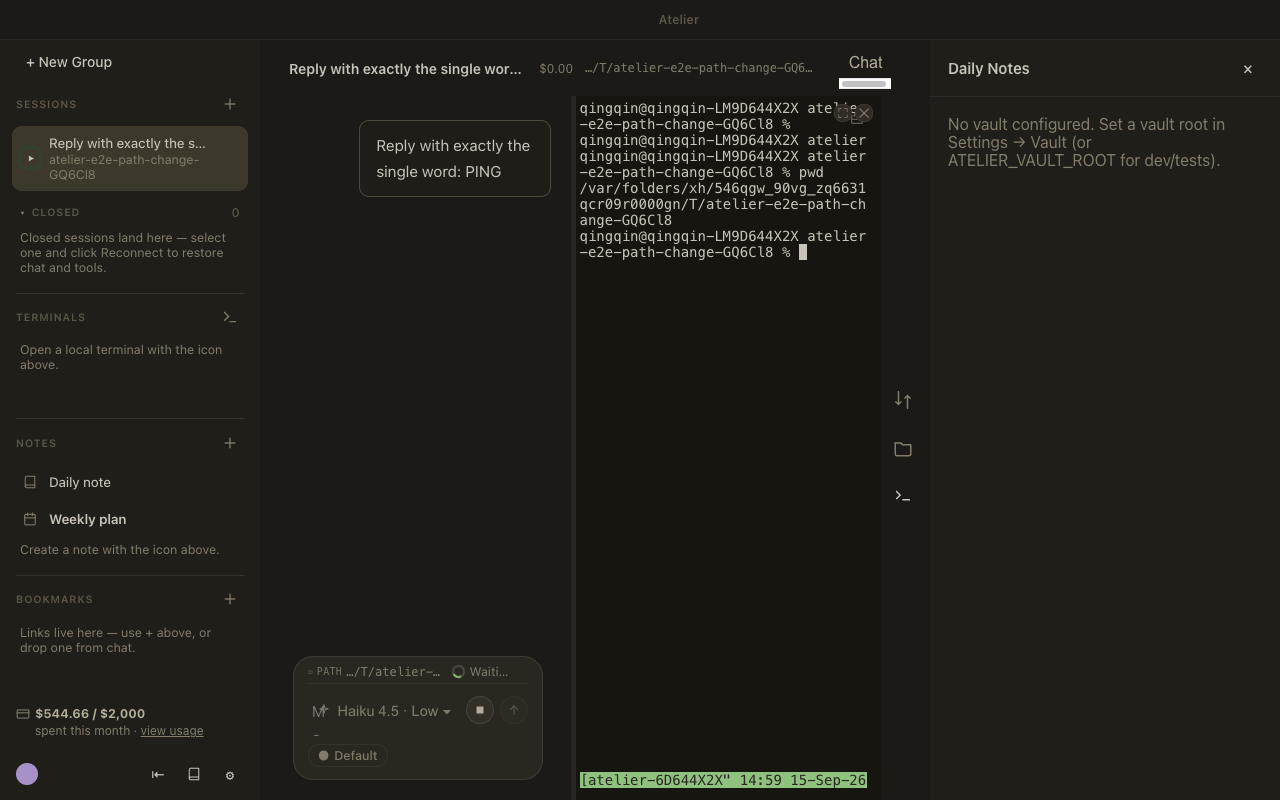 Atelier
+ New Group
SESSIONS
Reply with exactly the s...
atelier-e2e-path-change-
GQ6Cl8
CLOSED 0
Closed sessions land here — select
one and click Reconnect to restore
chat and tools.
TERMINALS
Open a local terminal with the icon
above.
NOTES
Daily note
Weekly plan
Create a note with the icon above.
BOOKMARKS
Links live here — use + above, or
drop one from chat.
$544.66 / $2,000
spent this month · view usage
Reply with exactly the single wor... $0.00 …/T/atelier-e2e-path-change-GQ6…
Chat
Reply with exactly the
single word: PING
PATH …/T/atelier-… Waiti...
Haiku 4.5 · Low
Default
qingqin@qingqin-LM9D644X2X atelier
-e2e-path-change-GQ6Cl8 %
qingqin@qingqin-LM9D644X2X atelier
qingqin@qingqin-LM9D644X2X atelier
-e2e-path-change-GQ6Cl8 % pwd
/var/folders/xh/546qgw_90vg_zq6631
qcr09r0000gn/T/atelier-e2e-path-ch
ange-GQ6Cl8
qingqin@qingqin-LM9D644X2X atelier
-e2e-path-change-GQ6Cl8 %
[atelier-6D644X2X" 14:59 15-Sep-26
Daily Notes ×
No vault configured. Set a vault root in
Settings → Vault (or
ATELIER_VAULT_ROOT for dev/tests).